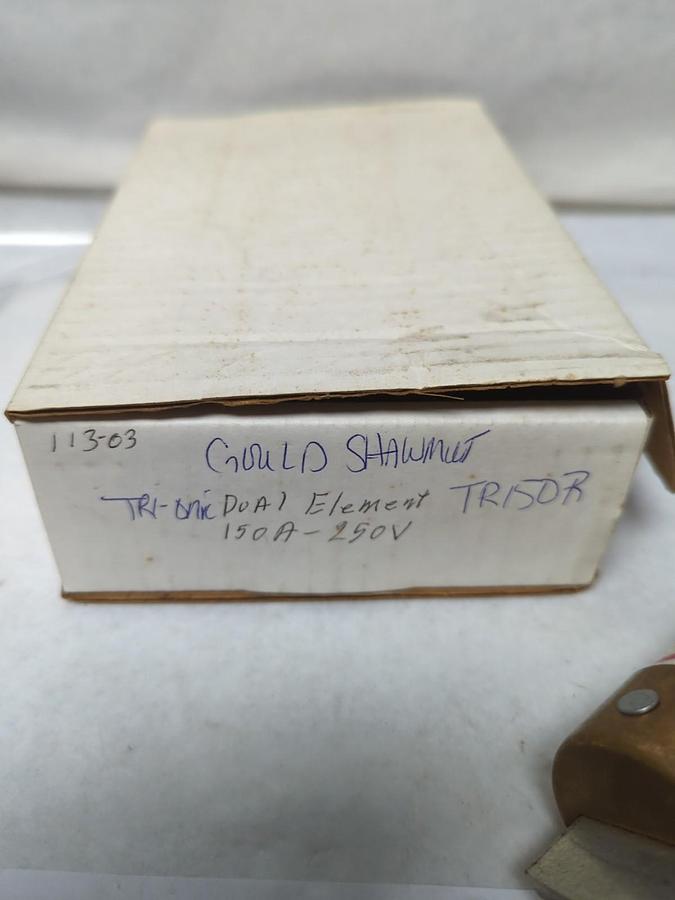 113-03
GOULD SHAWMUT
TRI-onic Dual Element TR150R
150A-250V